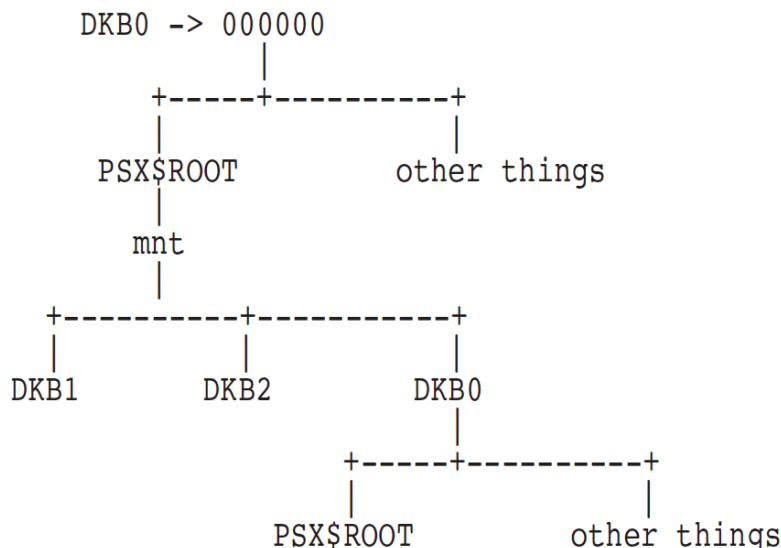 DKB0 -> 000000
|
+-----+----------+
| |
PSX$ROOT other things
|
mnt
|
+----------+-----------+
| | |
DKB1 DKB2 DKB0
|
+-----+----------+
| |
PSX$ROOT other things